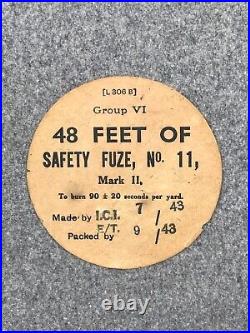 [L 306 B]
Group VI
48 FEET OF
SAFETY FUZE, No. 11,
Mark II,
To burn 90 ± 20 seconds per yard.
Made by I.C.I. 7/43
Packed by E/T. 9/43